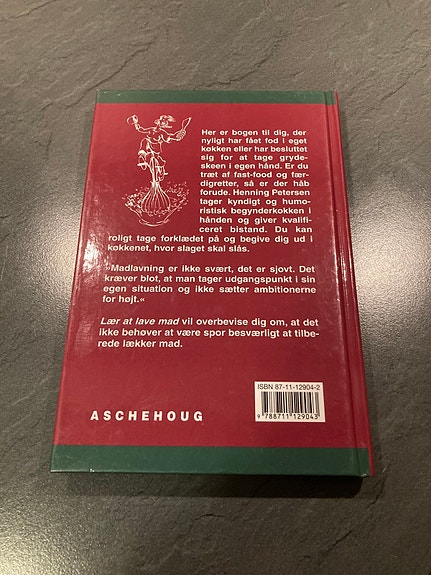 Her er bogen til dig, der
nyligt har fået fod i eget
køkken eller har besluttet
sig for at tage gryde-
skeen i egen hånd. Er du
træt af fast-food og fær-
digretter, så er der håb
forude. Henning Petersen
tager kyndigt og humo-
ristisk begynderkokken i
hånden og giver kvalifi-
ceret bistand. Du kan
roligt tage forklædet på og begive dig ud i
køkkenet, hvor slaget skal slås.
»Madlavning er ikke svært, det er sjovt. Det
kræver blot, at man tager udgangspunkt i sin
egen situation og ikke sætter ambitionerne
for højt.«
Lær at lave mad vil overbevise dig om, at det
ikke behøver at være spor besværligt at tilbe-
rede lækker mad.
ISBN 87-11-12904-2
9 788711 129043
ASCHEHOUG